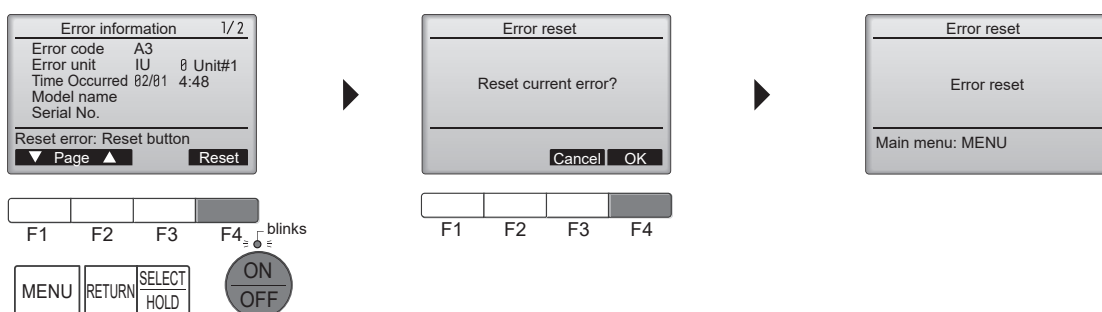 Error information 1/2
Error code A3
Error unit IU 0 Unit#1
Time Occurred 02/01 4:48
Model name
Serial No.
Reset error: Reset button
▼ Page ▲ Reset
F1 F2 F3 F4
blinks
MENU RETURN SELECT HOLD ON OFF
Error reset
Reset current error?
Cancel OK
F1 F2 F3 F4
Error reset
Error reset
Main menu: MENU